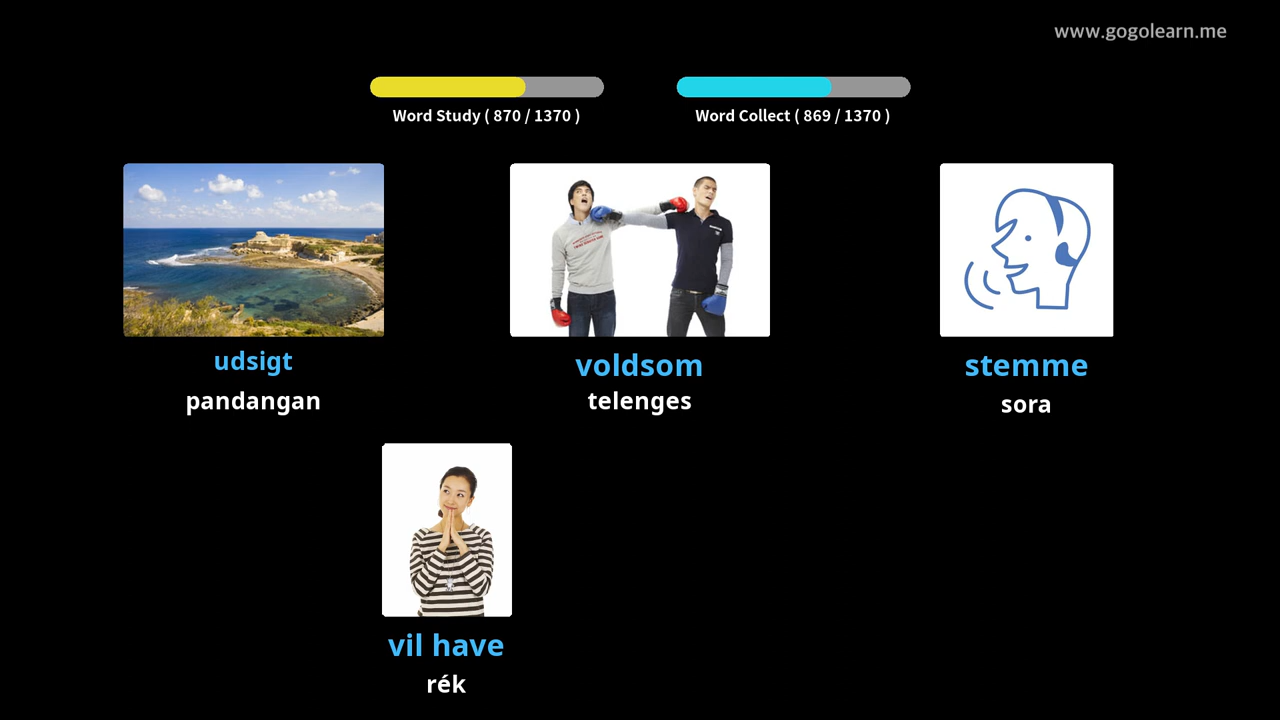 www.gogolearn.me
Word Study ( 870 / 1370 )
Word Collect ( 869 / 1370 )
udsigt
pandangan
voldsom
telenges
stemme
sora
vil have
rék